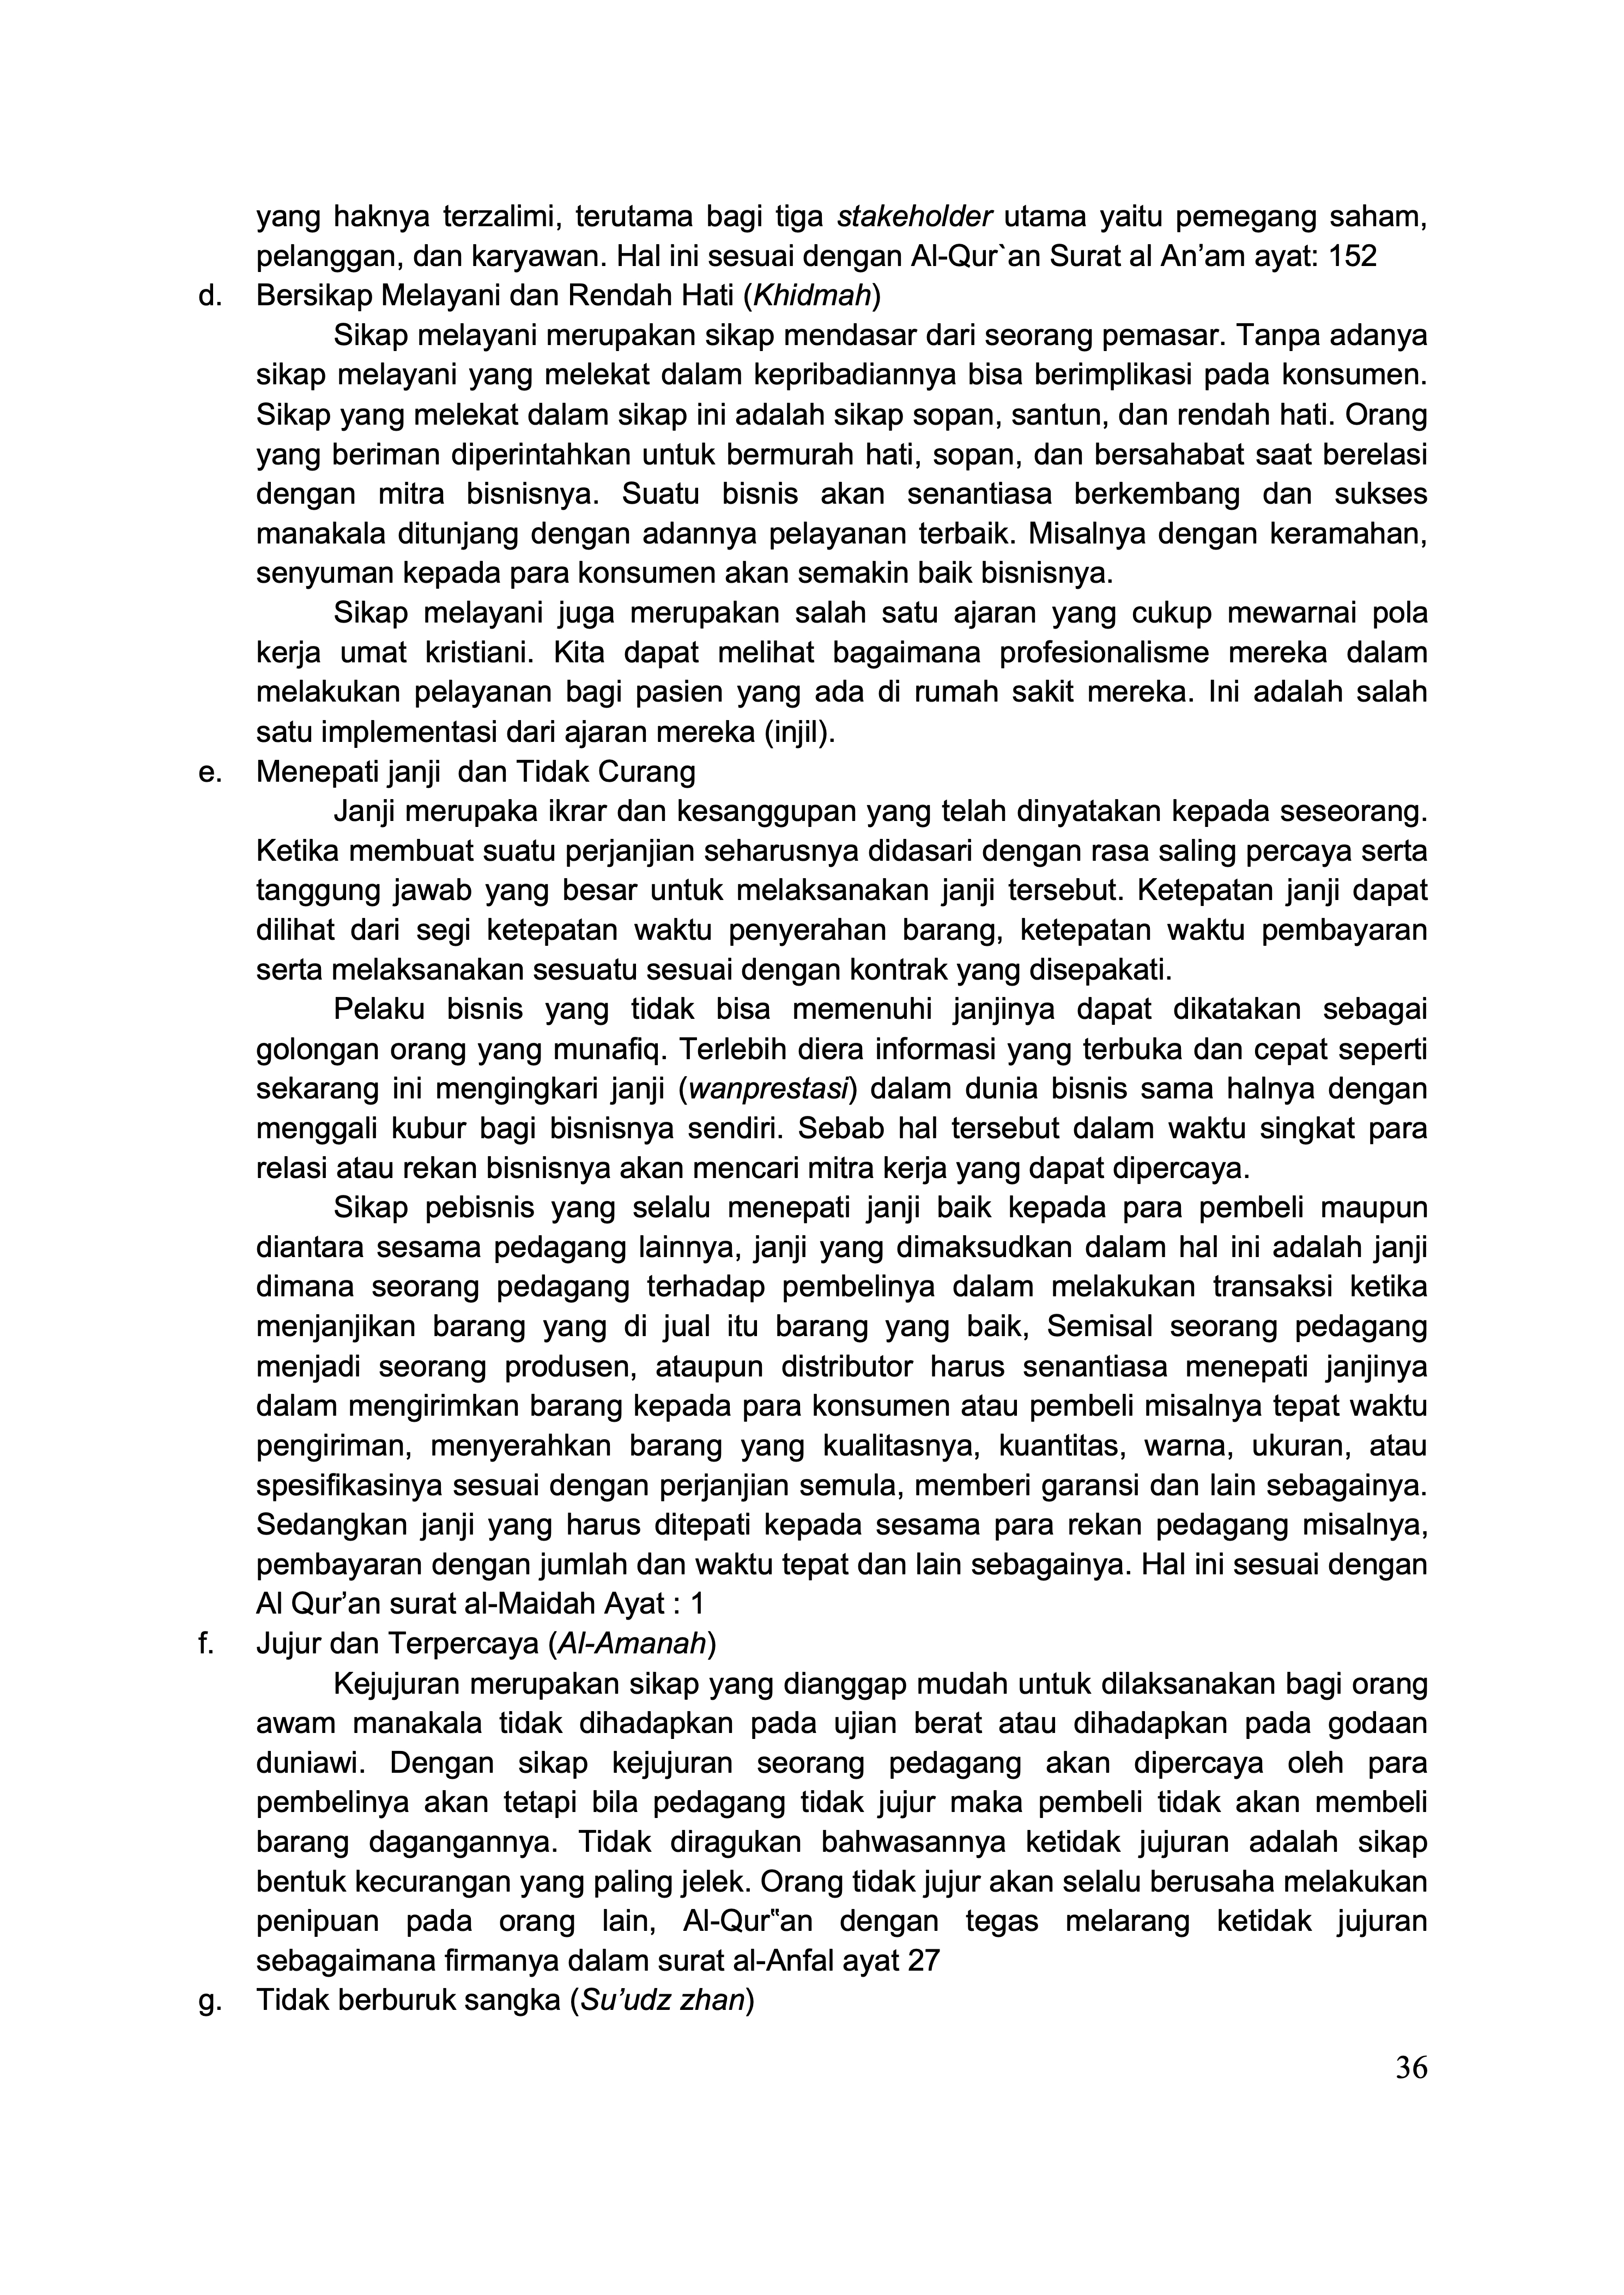 yang haknya terzalimi, terutama bagi tiga stakeholder utama yaitu pemegang saham,
pelanggan, dan karyawan. Hal ini sesuai dengan Al-Qur`an Surat al An’am ayat: 152
d. Bersikap Melayani dan Rendah Hati (Khidmah)
Sikap melayani merupakan sikap mendasar dari seorang pemasar. Tanpa adanya
sikap melayani yang melekat dalam kepribadiannya bisa berimplikasi pada konsumen.
Sikap yang melekat dalam sikap ini adalah sikap sopan, santun, dan rendah hati. Orang
yang beriman diperintahkan untuk bermurah hati, sopan, dan bersahabat saat berelasi
dengan mitra bisnisnya. Suatu bisnis akan senantiasa berkembang dan sukses
manakala ditunjang dengan adannya pelayanan terbaik. Misalnya dengan keramahan,
senyuman kepada para konsumen akan semakin baik bisnisnya.
Sikap melayani juga merupakan salah satu ajaran yang cukup mewarnai pola
kerja umat kristiani. Kita dapat melihat bagaimana profesionalisme mereka dalam
melakukan pelayanan bagi pasien yang ada di rumah sakit mereka. Ini adalah salah
satu implementasi dari ajaran mereka (injil).
e. Menepati janji  dan Tidak Curang
Janji merupaka ikrar dan kesanggupan yang telah dinyatakan kepada seseorang.
Ketika membuat suatu perjanjian seharusnya didasari dengan rasa saling percaya serta
tanggung jawab yang besar untuk melaksanakan janji tersebut. Ketepatan janji dapat
dilihat dari segi ketepatan waktu penyerahan barang, ketepatan waktu pembayaran
serta melaksanakan sesuatu sesuai dengan kontrak yang disepakati.
Pelaku bisnis yang tidak bisa memenuhi janjinya dapat dikatakan sebagai
golongan orang yang munafiq. Terlebih diera informasi yang terbuka dan cepat seperti
sekarang ini mengingkari janji (wanprestasi) dalam dunia bisnis sama halnya dengan
menggali kubur bagi bisnisnya sendiri. Sebab hal tersebut dalam waktu singkat para
relasi atau rekan bisnisnya akan mencari mitra kerja yang dapat dipercaya.
Sikap pebisnis yang selalu menepati janji baik kepada para pembeli maupun
diantara sesama pedagang lainnya, janji yang dimaksudkan dalam hal ini adalah janji
dimana seorang pedagang terhadap pembelinya dalam melakukan transaksi ketika
menjanjikan barang yang di jual itu barang yang baik, Semisal seorang pedagang
menjadi seorang produsen, ataupun distributor harus senantiasa menepati janjinya
dalam mengirimkan barang kepada para konsumen atau pembeli misalnya tepat waktu
pengiriman, menyerahkan barang yang kualitasnya, kuantitas, warna, ukuran, atau
spesifikasinya sesuai dengan perjanjian semula, memberi garansi dan lain sebagainya.
Sedangkan janji yang harus ditepati kepada sesama para rekan pedagang misalnya,
pembayaran dengan jumlah dan waktu tepat dan lain sebagainya. Hal ini sesuai dengan
Al Qur’an surat al-Maidah Ayat : 1
f. Jujur dan Terpercaya (Al-Amanah)
Kejujuran merupakan sikap yang dianggap mudah untuk dilaksanakan bagi orang
awam manakala tidak dihadapkan pada ujian berat atau dihadapkan pada godaan
duniawi. Dengan sikap kejujuran seorang pedagang akan dipercaya oleh para
pembelinya akan tetapi bila pedagang tidak jujur maka pembeli tidak akan membeli
barang dagangannya. Tidak diragukan bahwasannya ketidak jujuran adalah sikap
bentuk kecurangan yang paling jelek. Orang tidak jujur akan selalu berusaha melakukan
penipuan pada orang lain, Al-Qur‟an dengan tegas melarang ketidak jujuran
sebagaimana firmanya dalam surat al-Anfal ayat 27
g. Tidak berburuk sangka (Su’udz zhan)
36